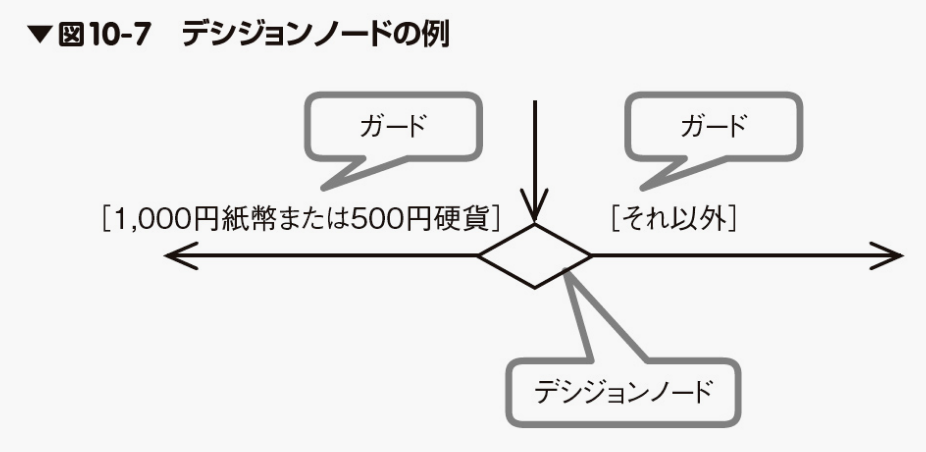 ▼図10-7　デシジョンノードの例
ガード
ガード
[1,000円紙幣または500円硬貨]
[それ以外]
デシジョンノード